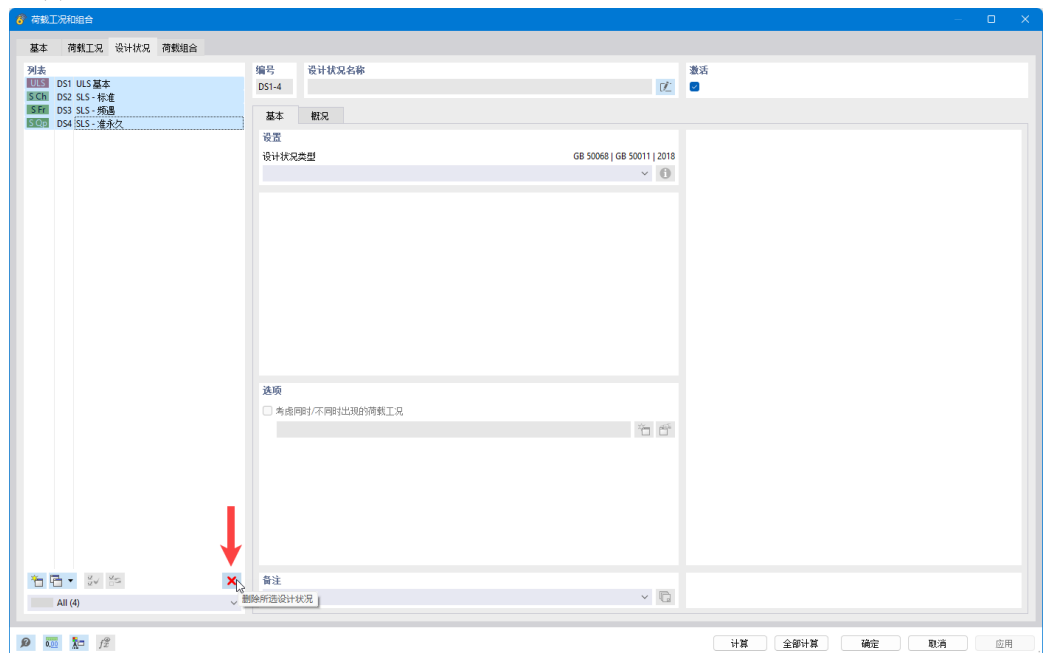 荷载工况和组合
基本 荷载工况 设计状况 荷载组合
列表
ULS DS1 ULS 基本
S Ch DS2 SLS - 标准
S Fr DS3 SLS - 频遇
S Qp DS4 SLS - 准永久
编号 设计状况名称 激活
DS1-4
基本 概况
设置
设计状况类型 GB 50068 | GB 50011 | 2018
选项
考虑同时/不同时出现的荷载工况
备注
删除所选设计状况
All (4)
计算 全部计算 确定 取消 应用